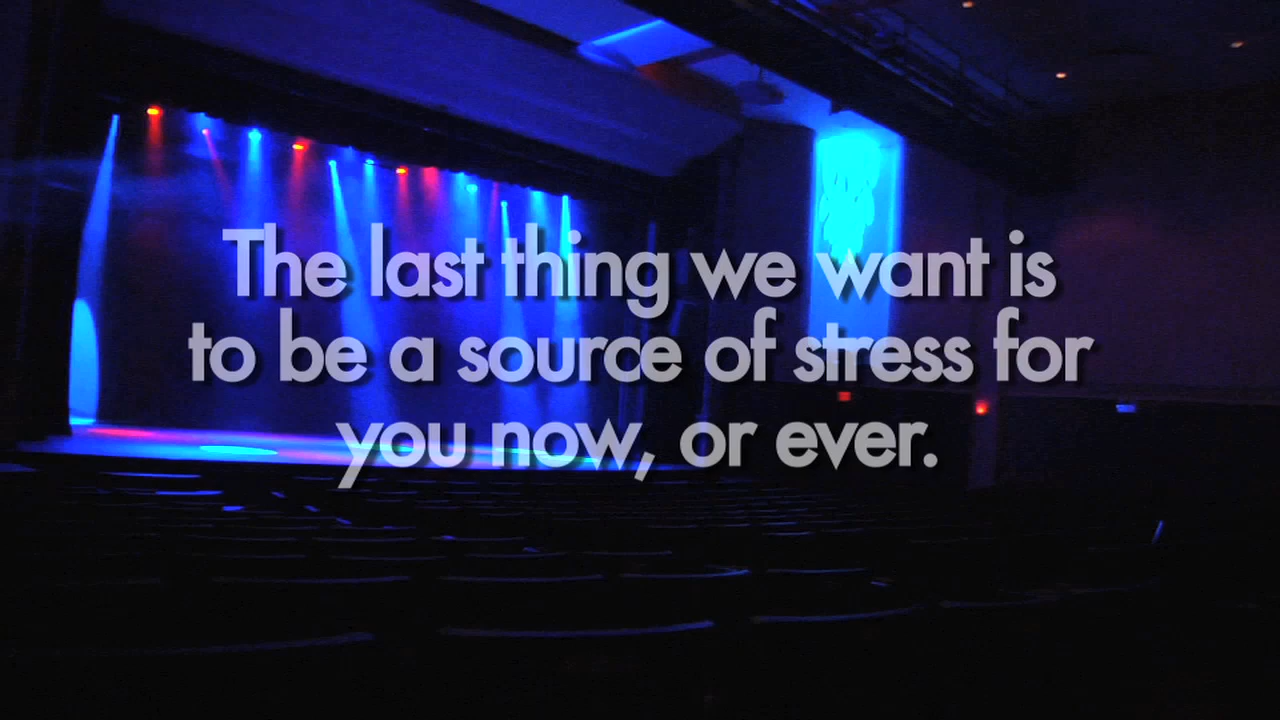 The last thing we want is
to be a source of stress for
you now, or ever.